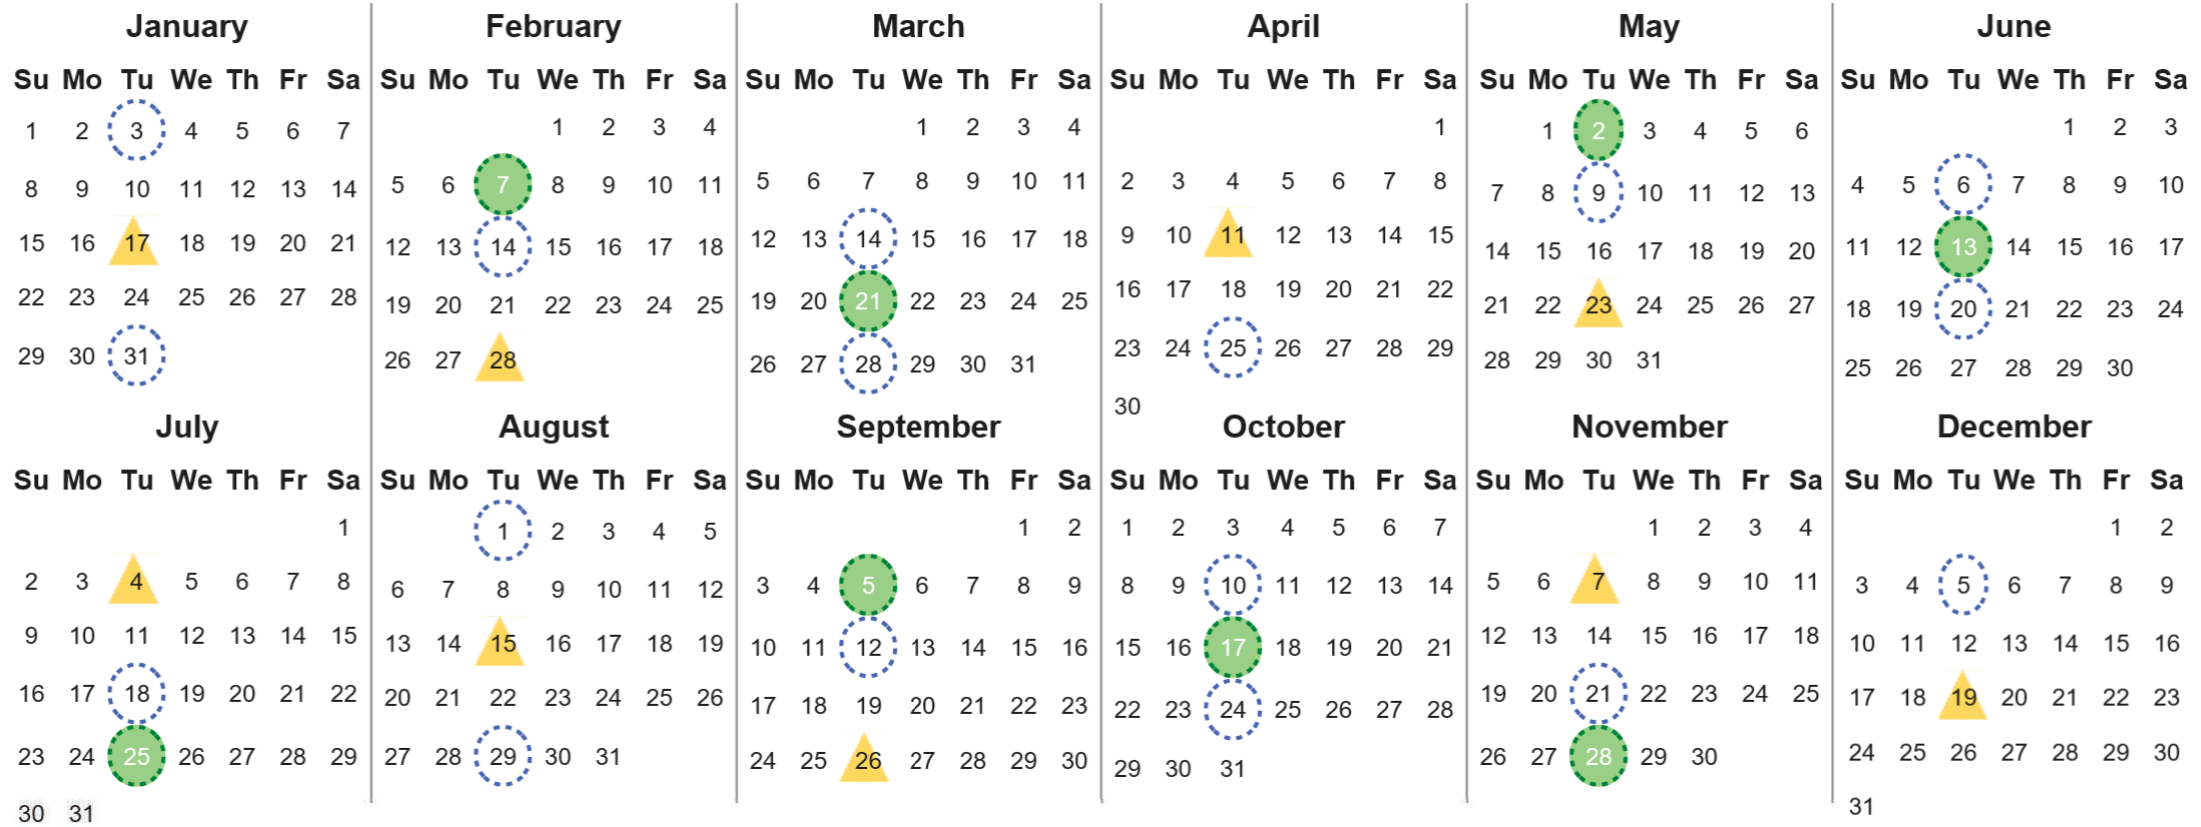 January February March April May June
Su Mo Tu We Th Fr Sa Su Mo Tu We Th Fr Sa Su Mo Tu We Th Fr Sa Su Mo Tu We Th Fr Sa Su Mo Tu We Th Fr Sa Su Mo Tu We Th Fr Sa
1 2 3 4 5 6 7 1 2 3 4 1 2 3 4 1 1 2 3 4 5 6 1 2 3
8 9 10 11 12 13 14 5 6 7 8 9 10 11 5 6 7 8 9 10 11 2 3 4 5 6 7 8 7 8 9 10 11 12 13 4 5 6 7 8 9 10
15 16 17 18 19 20 21 12 13 14 15 16 17 18 12 13 14 15 16 17 18 9 10 11 12 13 14 15 14 15 16 17 18 19 20 11 12 13 14 15 16 17
22 23 24 25 26 27 28 19 20 21 22 23 24 25 19 20 21 22 23 24 25 16 17 18 19 20 21 22 21 22 23 24 25 26 27 18 19 20 21 22 23 24
29 30 31 26 27 28 26 27 28 29 30 31 23 24 25 26 27 28 29 28 29 30 31 25 26 27 28 29 30
30
July August September October November December
Su Mo Tu We Th Fr Sa Su Mo Tu We Th Fr Sa Su Mo Tu We Th Fr Sa Su Mo Tu We Th Fr Sa Su Mo Tu We Th Fr Sa Su Mo Tu We Th Fr Sa
1 1 2 3 4 5 1 2 1 2 3 4 5 6 7 1 2 3 4 1 2
2 3 4 5 6 7 8 6 7 8 9 10 11 12 3 4 5 6 7 8 9 8 9 10 11 12 13 14 5 6 7 8 9 10 11 3 4 5 6 7 8 9
9 10 11 12 13 14 15 13 14 15 16 17 18 19 10 11 12 13 14 15 16 15 16 17 18 19 20 21 12 13 14 15 16 17 18 10 11 12 13 14 15 16
16 17 18 19 20 21 22 20 21 22 23 24 25 26 17 18 19 20 21 22 23 22 23 24 25 26 27 28 19 20 21 22 23 24 25 17 18 19 20 21 22 23
23 24 25 26 27 28 29 27 28 29 30 31 24 25 26 27 28 29 30 29 30 31 26 27 28 29 30 24 25 26 27 28 29 30
30 31 31